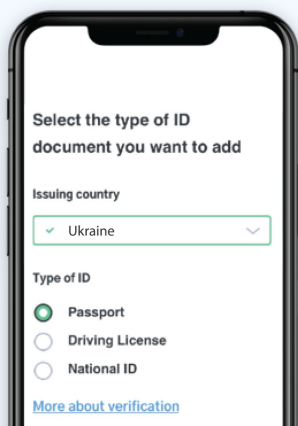 Select the type of ID
document you want to add
Issuing country
Ukraine
Type of ID
Passport
Driving License
National ID
More about verification